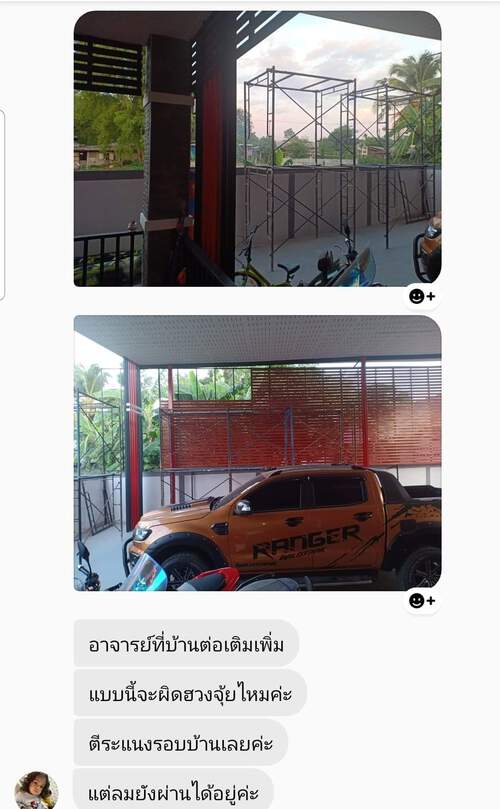 RANGER
WILDTRAK
อาจารย์ที่บ้านต่อเติมเพิ่ม
แบบนี้จะผิดฮวงจุ้ยไหมค่ะ
ตีระแนงรอบบ้านเลยค่ะ
แต่ลมยังผ่านได้อยู่ค่ะ